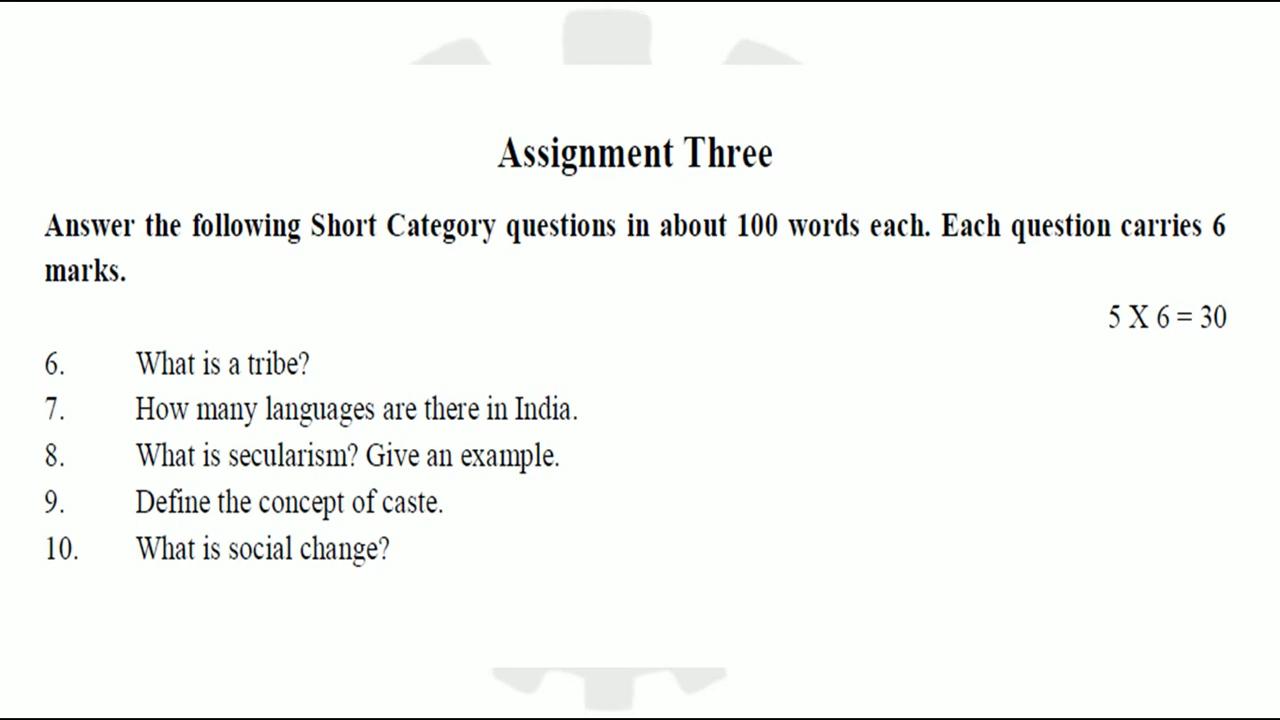 Assignment Three
Answer the following Short Category questions in about 100 words each. Each question carries 6
marks.
5 X 6 = 30
6. What is a tribe?
7. How many languages are there in India.
8. What is secularism? Give an example.
9. Define the concept of caste.
10. What is social change?